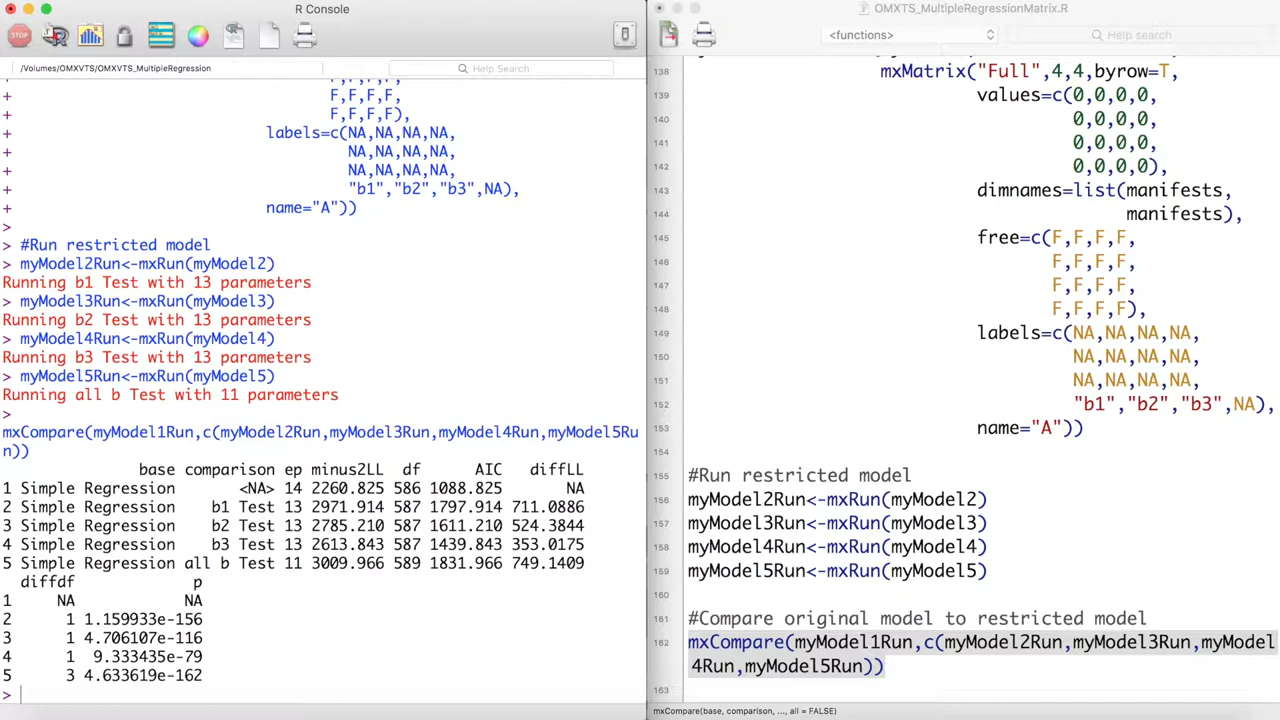 R Console
/Volumes/OMXVTS/OMXVTS_MultipleRegression
Help Search
+ F,F,F,F,
+ F,F,F,F),
+ labels=c(NA,NA,NA,NA,
+ NA,NA,NA,NA,
+ NA,NA,NA,NA,
+ "b1","b2","b3",NA),
+ name="A"))
>
> #Run restricted model
> myModel2Run<-mxRun(myModel2)
Running b1 Test with 13 parameters
> myModel3Run<-mxRun(myModel3)
Running b2 Test with 13 parameters
> myModel4Run<-mxRun(myModel4)
Running b3 Test with 13 parameters
> myModel5Run<-mxRun(myModel5)
Running all b Test with 11 parameters
>
mxCompare(myModel1Run,c(myModel2Run,myModel3Run,myModel4Run,myModel5Ru
n))
base comparison ep minus2LL df AIC diffLL
1 Simple Regression <NA> 14 2260.825 586 1088.825 NA
2 Simple Regression b1 Test 13 2971.914 587 1797.914 711.0886
3 Simple Regression b2 Test 13 2785.210 587 1611.210 524.3844
4 Simple Regression b3 Test 13 2613.843 587 1439.843 353.0175
5 Simple Regression all b Test 11 3009.966 589 1831.966 749.1409
diffdf p
1 NA NA
2 1 1.159933e-156
3 1 4.706107e-116
4 1 9.333435e-79
5 3 4.633619e-162
>
OMXTS_MultipleRegressionMatrix.R
<functions>
Help search
138 mxMatrix("Full",4,4,byrow=T,
139 values=c(0,0,0,0,
140 0,0,0,0,
141 0,0,0,0,
142 0,0,0,0),
143 dimnames=list(manifests,
144 manifests),
145 free=c(F,F,F,F,
146 F,F,F,F,
147 F,F,F,F,
148 F,F,F,F),
149 labels=c(NA,NA,NA,NA,
150 NA,NA,NA,NA,
151 NA,NA,NA,NA,
152 "b1","b2","b3",NA),
153 name="A"))
154
155 #Run restricted model
156 myModel2Run<-mxRun(myModel2)
157 myModel3Run<-mxRun(myModel3)
158 myModel4Run<-mxRun(myModel4)
159 myModel5Run<-mxRun(myModel5)
160
161 #Compare original model to restricted model
162 mxCompare(myModel1Run,c(myModel2Run,myModel3Run,myModel
4Run,myModel5Run))
163
mxCompare(base, comparison, ..., all = FALSE)